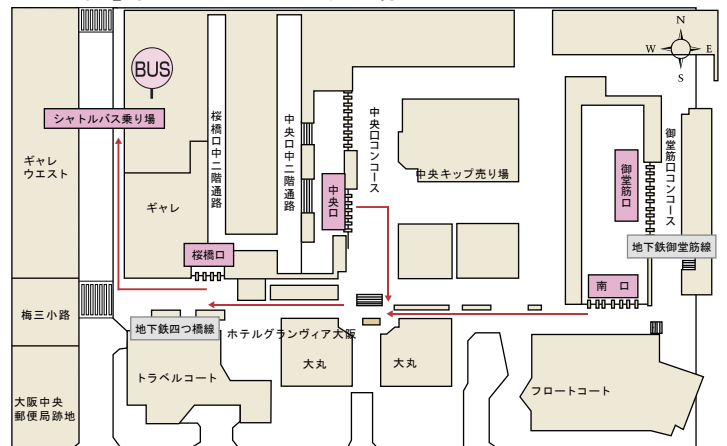 N
W E
S
BUS
シャトルバス乗り場
ギャレ
ウエスト
ギャレ
桜橋口中二階通路
中央口中二階通路
中央口コンコース
中央口
中央キップ売り場
御堂筋口
御堂筋口コンコース
地下鉄御堂筋線
桜橋口
南 口
梅三小路
地下鉄四つ橋線
ホテルグランヴィア大阪
トラベルコート
大丸
大丸
フロートコート
大阪中央
郵便局跡地